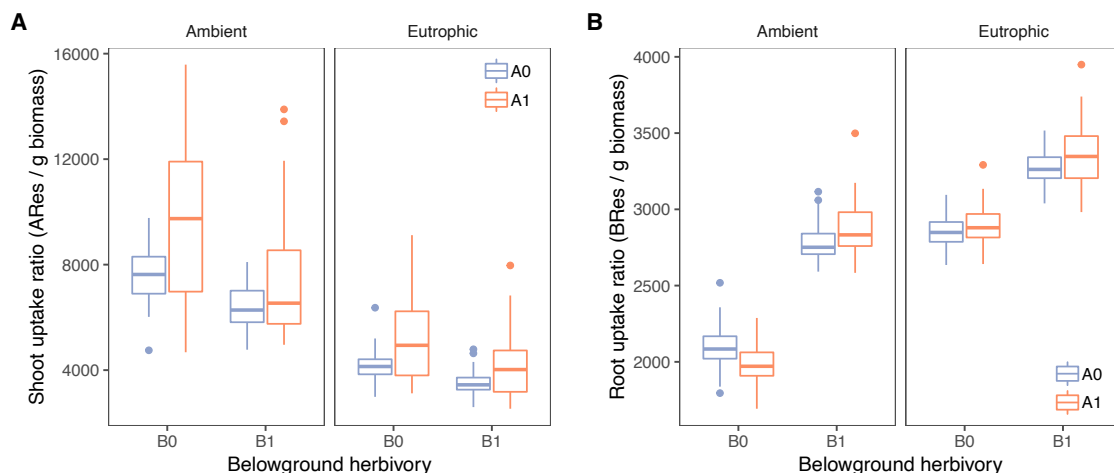 A
Ambient
Eutrophic
Shoot uptake ratio (ARes / g biomass)
16000
12000
8000
4000
A0
A1
B0
B1
B0
B1
Belowground herbivory
B
Ambient
Eutrophic
Root uptake ratio (BRes / g biomass)
4000
3500
3000
2500
2000
A0
A1
B0
B1
B0
B1
Belowground herbivory